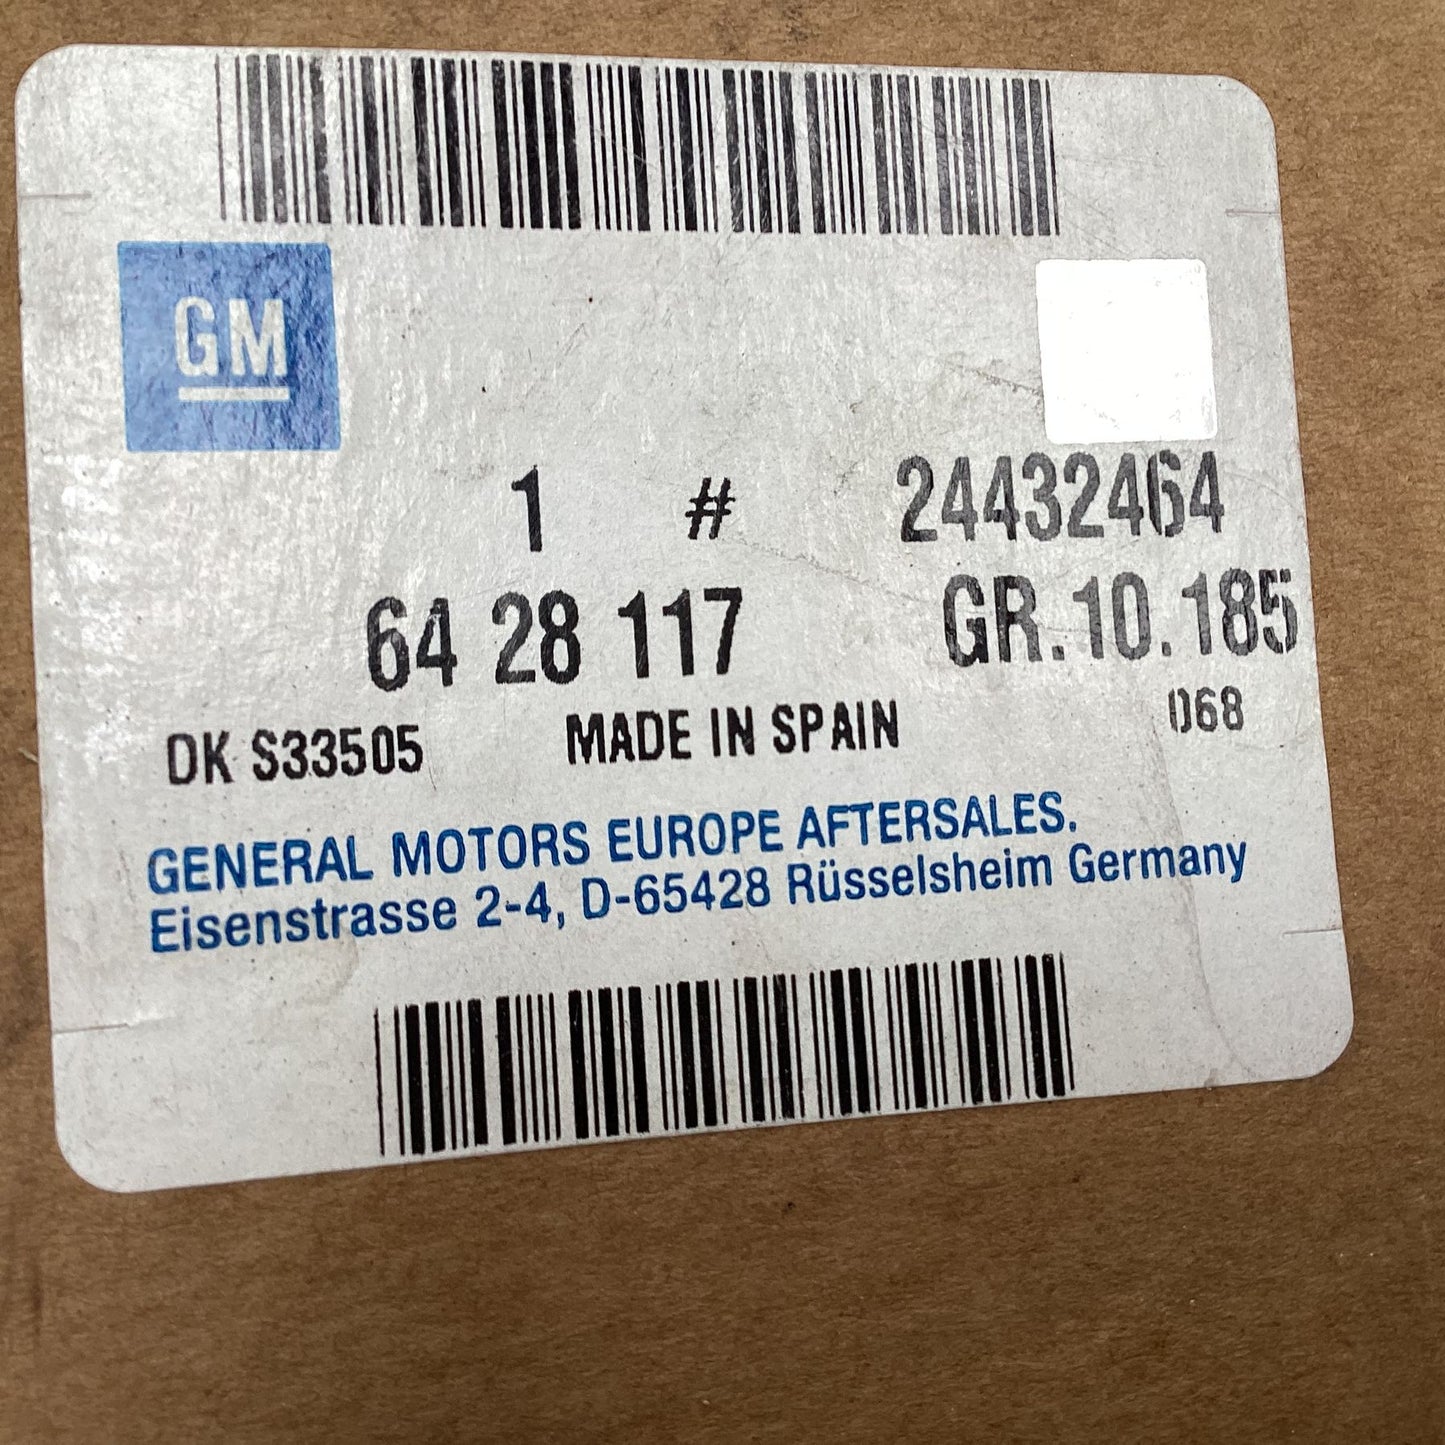 GM
1 # 24432464
64 28 117 GR.10.185
DK S33505 MADE IN SPAIN 068
GENERAL MOTORS EUROPE AFTERSALES.
Eisenstrasse 2-4, D-65428 Rüsselsheim Germany